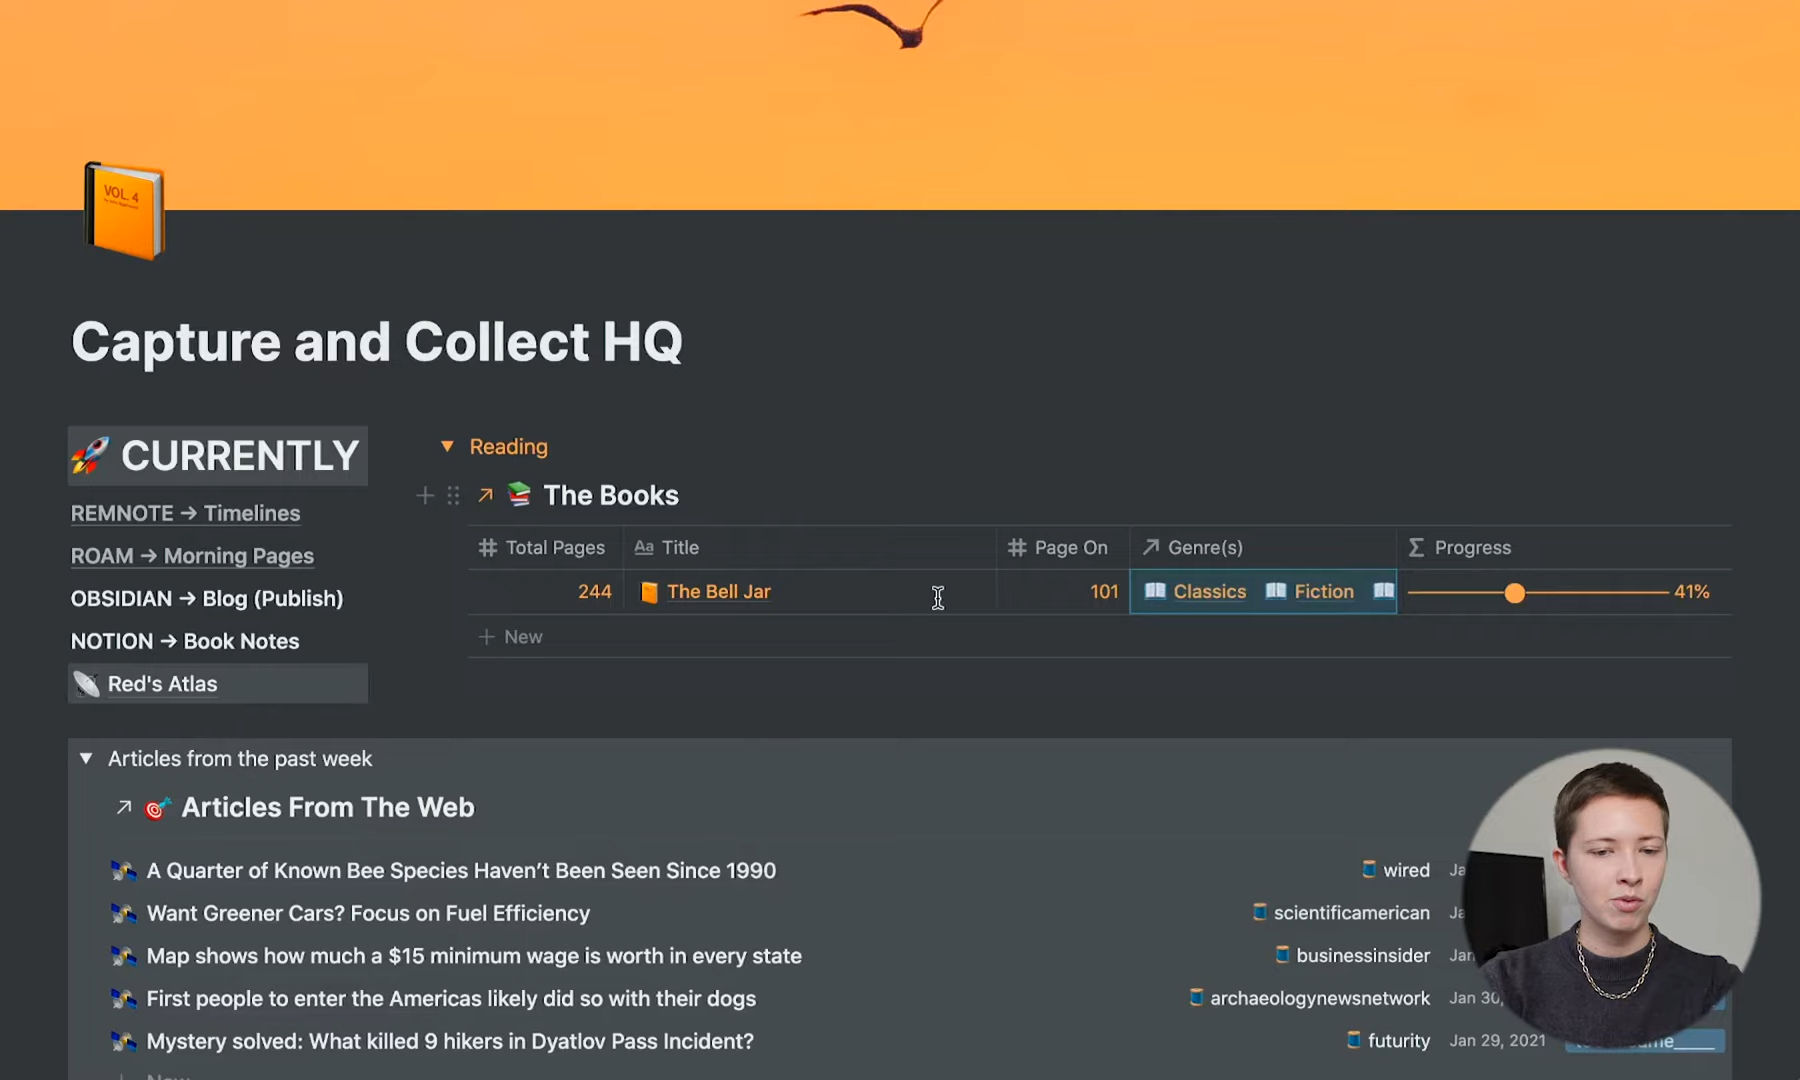 VOL. 4
Capture and Collect HQ
CURRENTLY
REMNOTE → Timelines
ROAM → Morning Pages
OBSIDIAN → Blog (Publish)
NOTION → Book Notes
Red's Atlas
Reading
The Books
Total Pages Aa Title Page On Genre(s) Σ Progress
244 The Bell Jar 101 Classics Fiction 41%
+ New
Articles from the past week
Articles From The Web
A Quarter of Known Bee Species Haven't Been Seen Since 1990 wired
Want Greener Cars? Focus on Fuel Efficiency scientificamerican
Map shows how much a $15 minimum wage is worth in every state businessinsider
First people to enter the Americas likely did so with their dogs archaeologynewsnetwork Jan 30,
Mystery solved: What killed 9 hikers in Dyatlov Pass Incident? futurity Jan 29, 2021